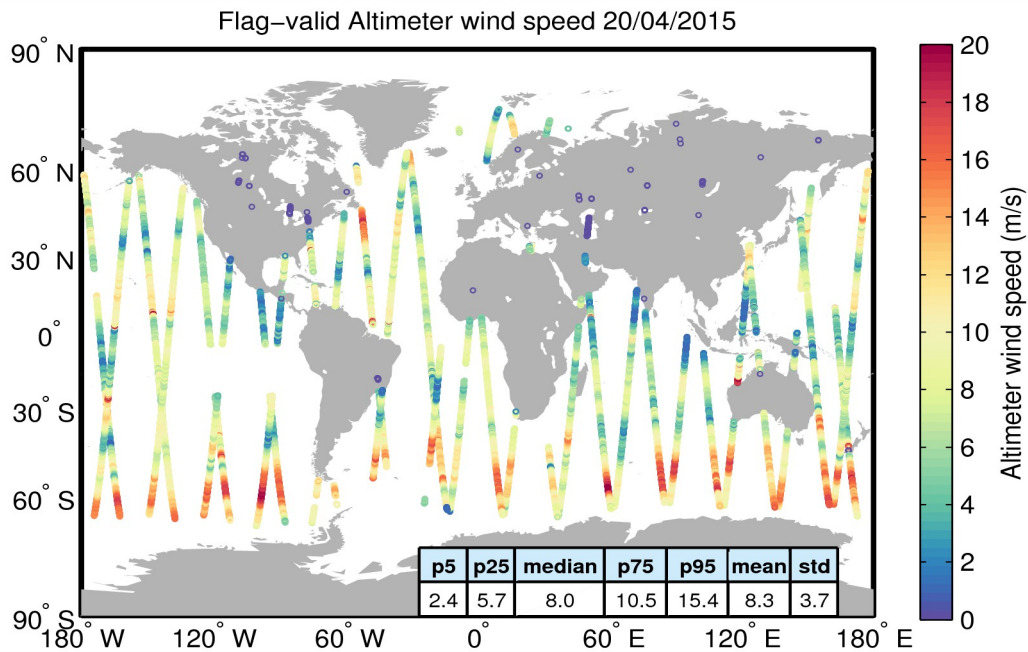 Flag−valid Altimeter wind speed 20/04/2015
90° N
60° N
30° N
0°
30° S
60° S
90° S
180° W
120° W
60° W
0°
60° E
120° E
180° E
p5 p25 median p75 p95 mean std
2.4 5.7 8.0 10.5 15.4 8.3 3.7
20
18
16
14
12
10
8
6
4
2
0
Altimeter wind speed (m/s)